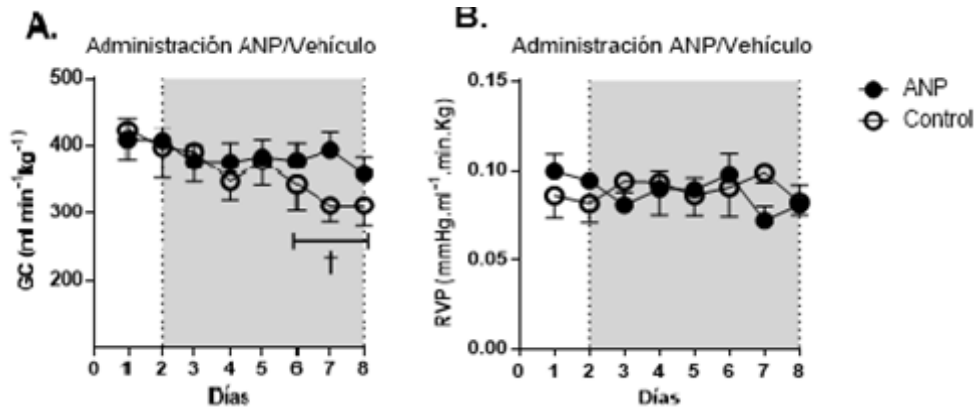 A.
Administración ANP/Vehículo
500
400
300
200
GC (ml min⁻¹kg⁻¹)
†
0 1 2 3 4 5 6 7 8
Días
B.
Administración ANP/Vehículo
0.15
0.10
0.05
0.00
RVP (mmHg.ml⁻¹.min.Kg)
0 1 2 3 4 5 6 7 8
Días
ANP
Control